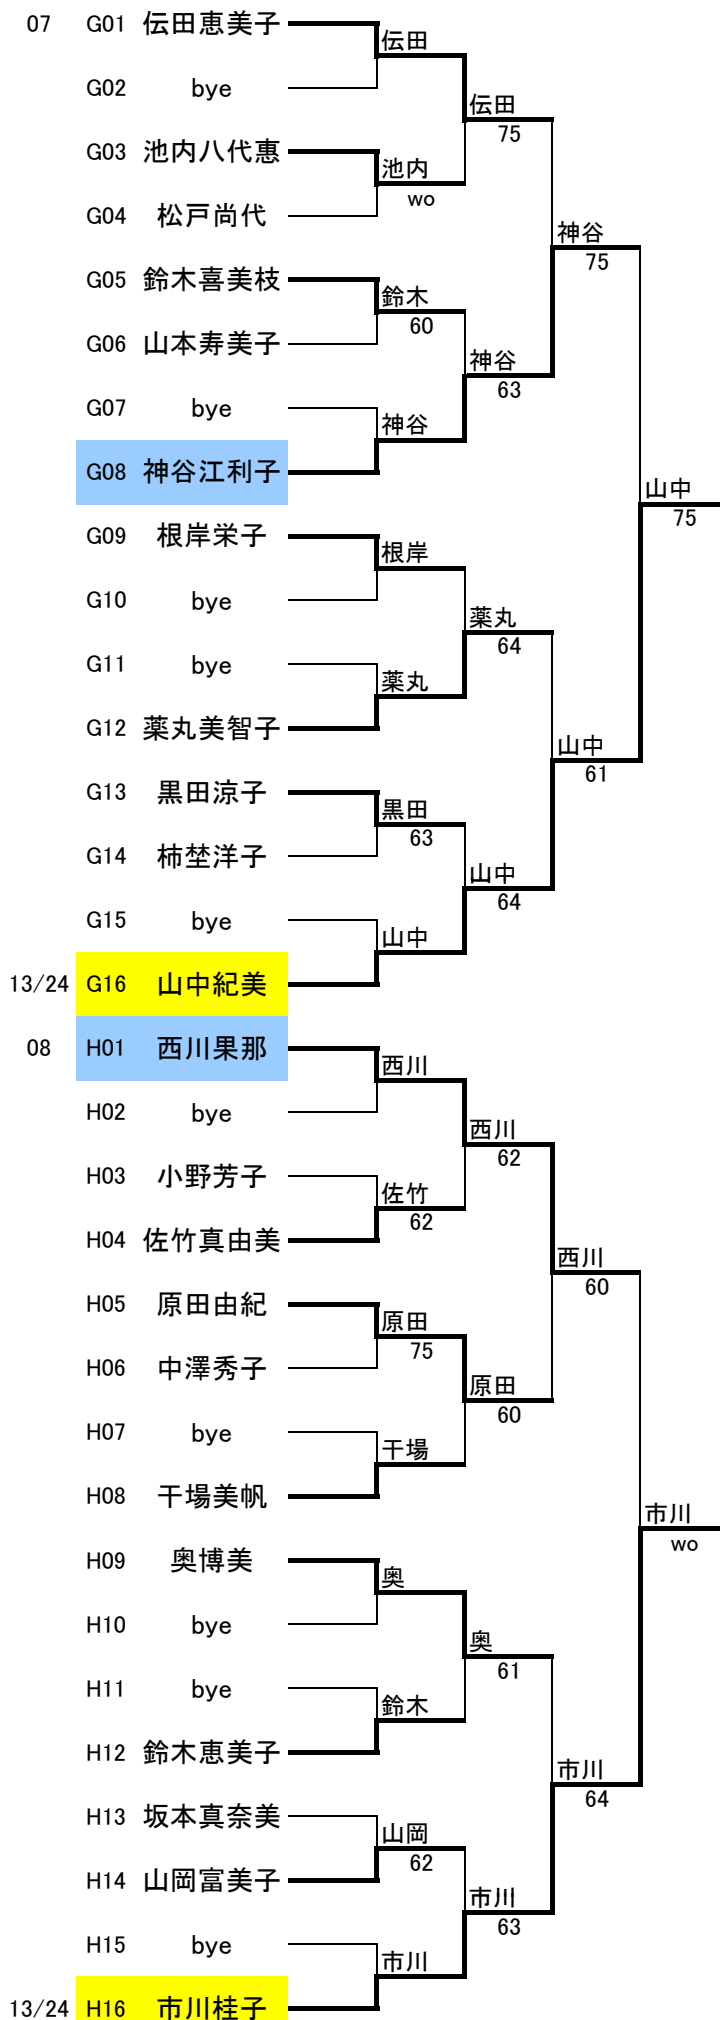 07 G01 伝田恵美子
伝田
G02 bye
伝田
75
G03 池内八代惠
池内
wo
G04 松戸尚代
神谷
75
G05 鈴木喜美枝
鈴木
60
G06 山本寿美子
神谷
63
G07 bye
神谷
G08 神谷江利子
山中
75
G09 根岸栄子
根岸
G10 bye
薬丸
64
G11 bye
薬丸
G12 薬丸美智子
山中
61
G13 黒田涼子
黒田
63
G14 柿埜洋子
山中
64
G15 bye
山中
13/24 G16 山中紀美
08 H01 西川果那
西川
H02 bye
西川
62
H03 小野芳子
佐竹
62
H04 佐竹真由美
西川
60
H05 原田由紀
原田
75
H06 中澤秀子
原田
60
H07 bye
干場
H08 干場美帆
市川
wo
H09 奥博美
奥
H10 bye
奥
61
H11 bye
鈴木
H12 鈴木恵美子
市川
64
H13 坂本真奈美
山岡
62
H14 山岡富美子
市川
63
H15 bye
市川
13/24 H16 市川桂子